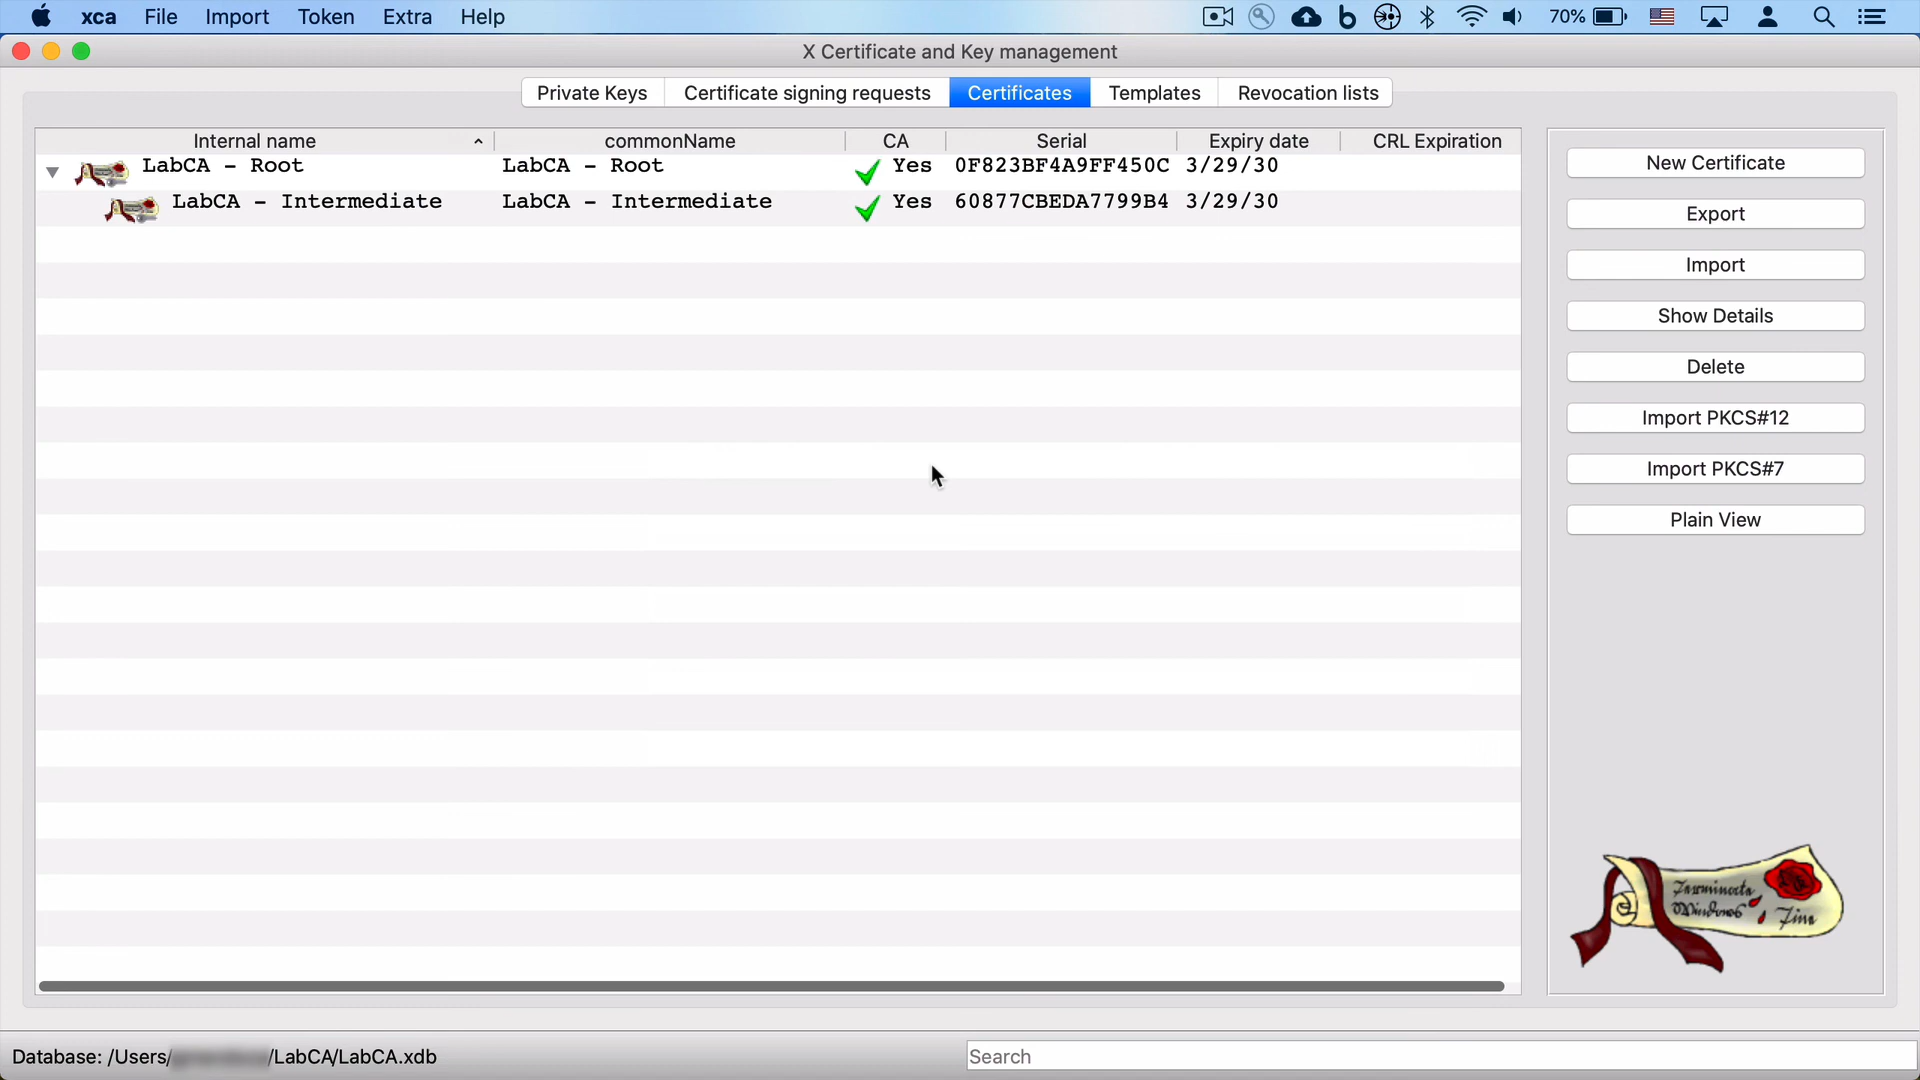 xca File Import Token Extra Help 70%
X Certificate and Key management
Private Keys Certificate signing requests Certificates Templates Revocation lists
Internal name commonName CA Serial Expiry date CRL Expiration
LabCA - Root LabCA - Root Yes 0F823BF4A9FF450C 3/29/30
LabCA - Intermediate LabCA - Intermediate Yes 60877CBEDA7799B4 3/29/30
New Certificate
Export
Import
Show Details
Delete
Import PKCS#12
Import PKCS#7
Plain View
Windows Fine
Database: /Users/ /LabCA/LabCA.xdb
Search